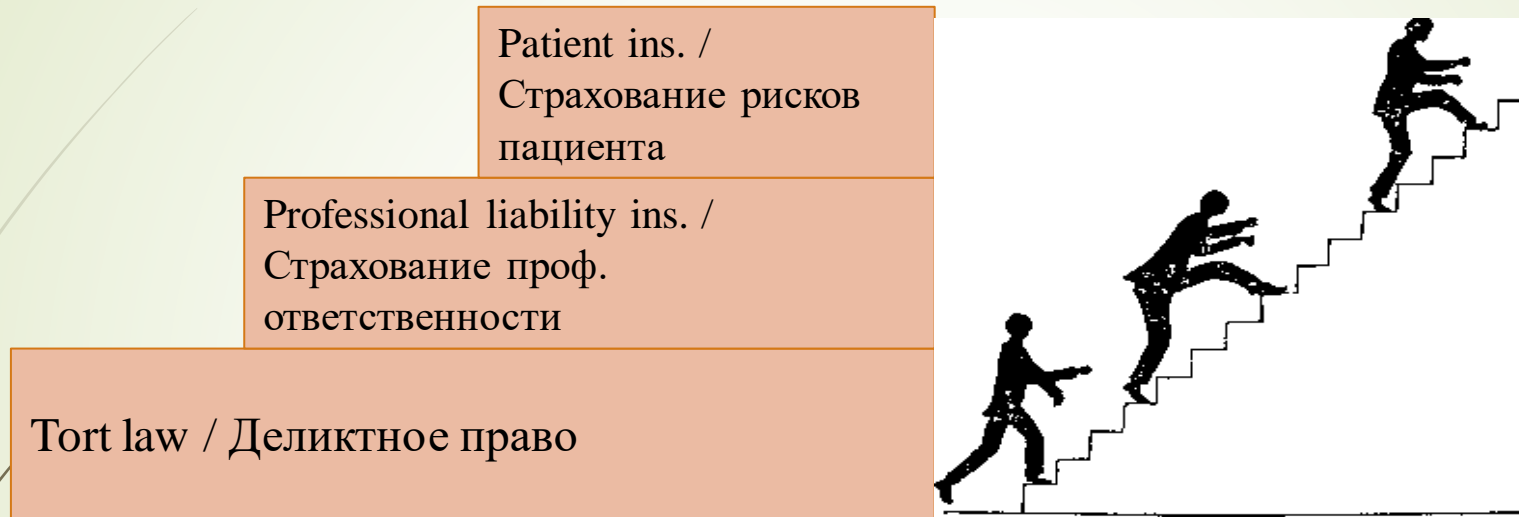 Patient ins. /
Страхование рисков
пациента
Professional liability ins. /
Страхование проф.
ответственности
Tort law / Деликтное право